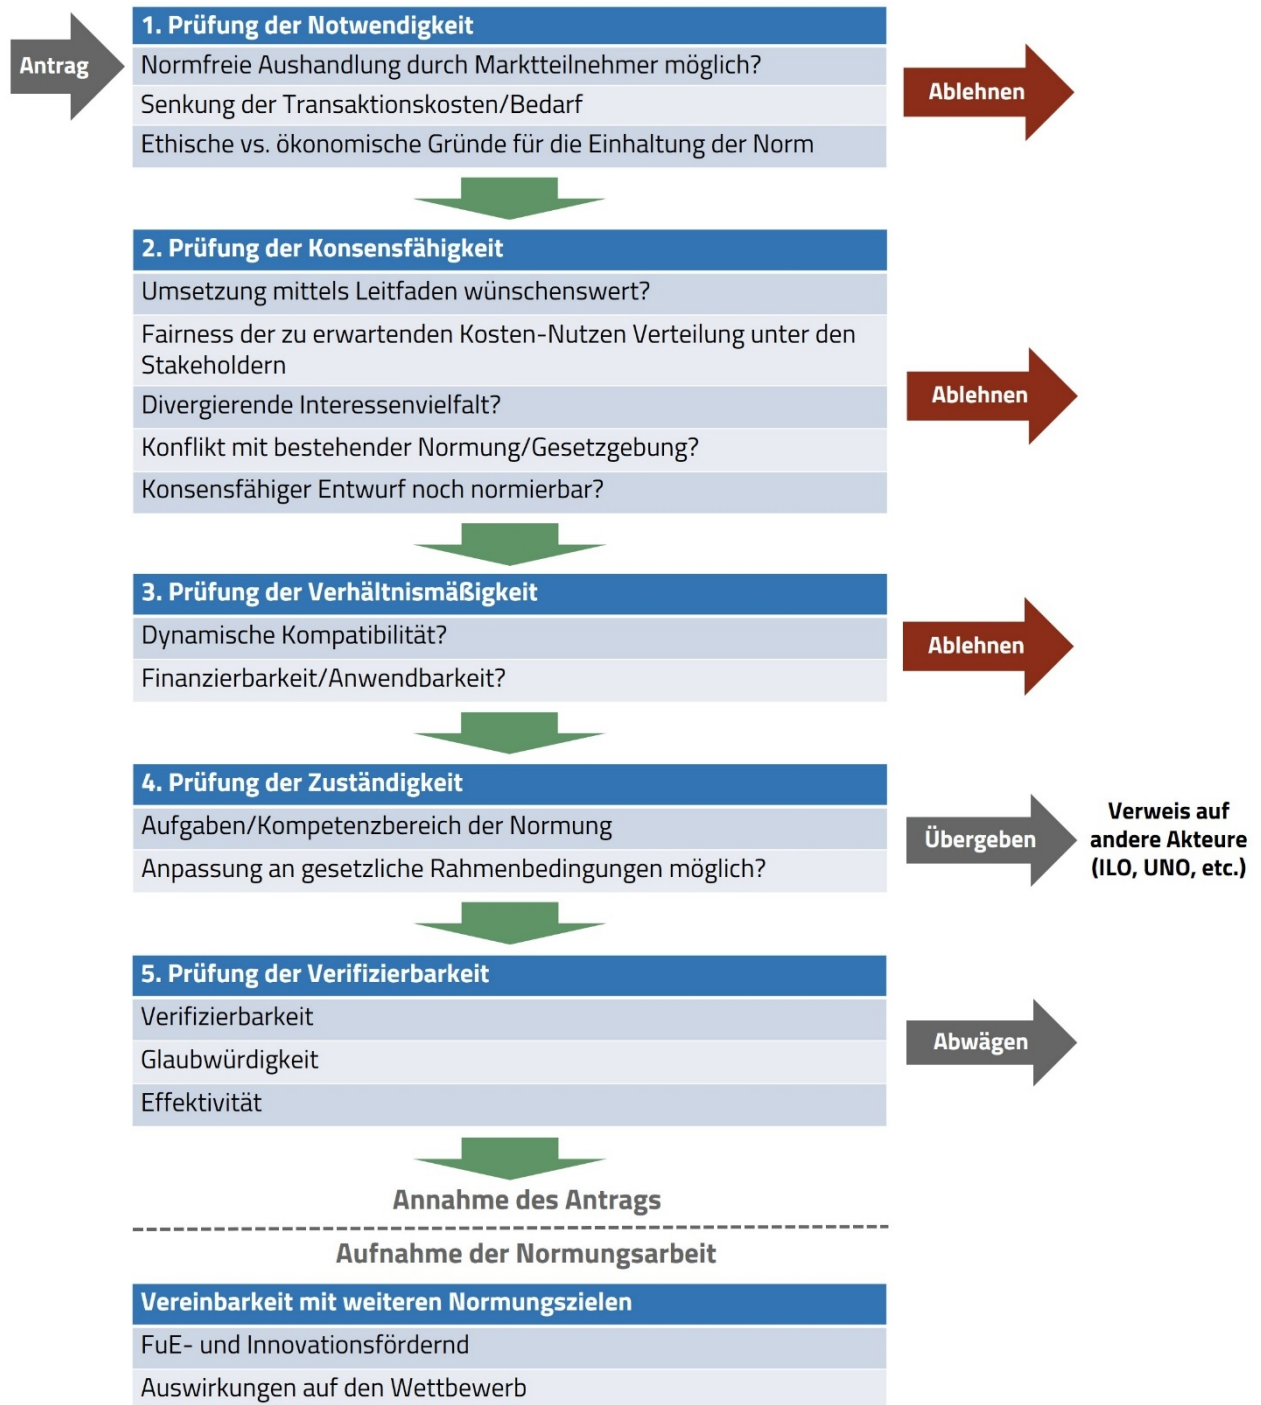 Antrag
1. Prüfung der Notwendigkeit
Normfreie Aushandlung durch Marktteilnehmer möglich?
Senkung der Transaktionskosten/Bedarf
Ethische vs. ökonomische Gründe für die Einhaltung der Norm
Ablehnen
2. Prüfung der Konsensfähigkeit
Umsetzung mittels Leitfaden wünschenswert?
Fairness der zu erwartenden Kosten-Nutzen Verteilung unter den
Stakeholdern
Divergierende Interessenvielfalt?
Konflikt mit bestehender Normung/Gesetzgebung?
Konsensfähiger Entwurf noch normierbar?
Ablehnen
3. Prüfung der Verhältnismäßigkeit
Dynamische Kompatibilität?
Finanzierbarkeit/Anwendbarkeit?
Ablehnen
4. Prüfung der Zuständigkeit
Aufgaben/Kompetenzbereich der Normung
Anpassung an gesetzliche Rahmenbedingungen möglich?
Übergeben
Verweis auf
andere Akteure
(ILO, UNO, etc.)
5. Prüfung der Verifizierbarkeit
Verifizierbarkeit
Glaubwürdigkeit
Effektivität
Abwägen
Annahme des Antrags
Aufnahme der Normungsarbeit
Vereinbarkeit mit weiteren Normungszielen
FuE- und Innovationsfördernd
Auswirkungen auf den Wettbewerb